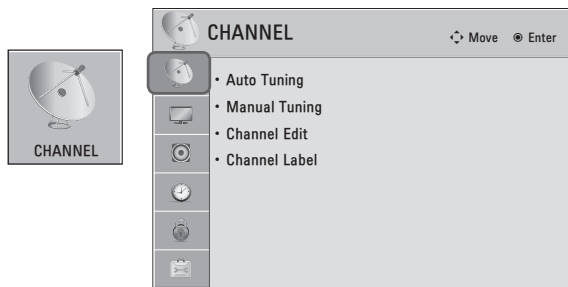 CHANNEL
CHANNEL
Move Enter
• Auto Tuning
• Manual Tuning
• Channel Edit
• Channel Label